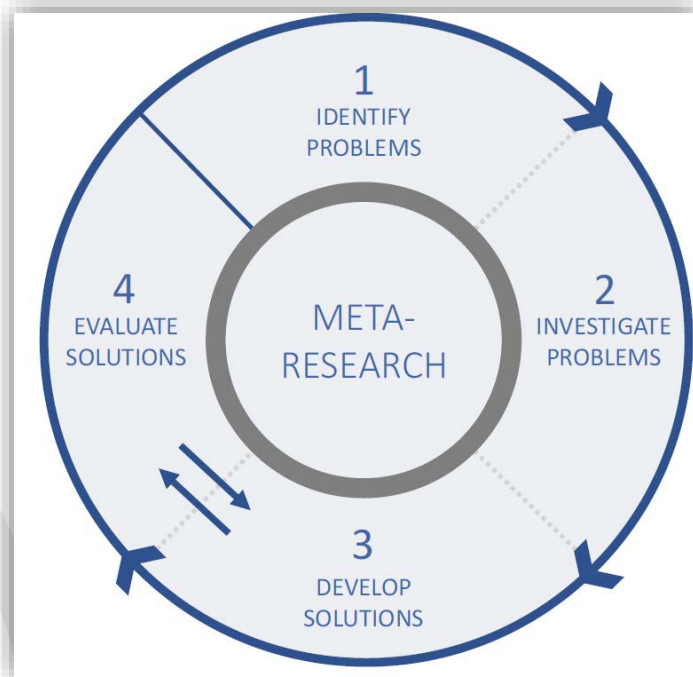 1
IDENTIFY
PROBLEMS
2
INVESTIGATE
PROBLEMS
3
DEVELOP
SOLUTIONS
4
EVALUATE
SOLUTIONS
META-
RESEARCH